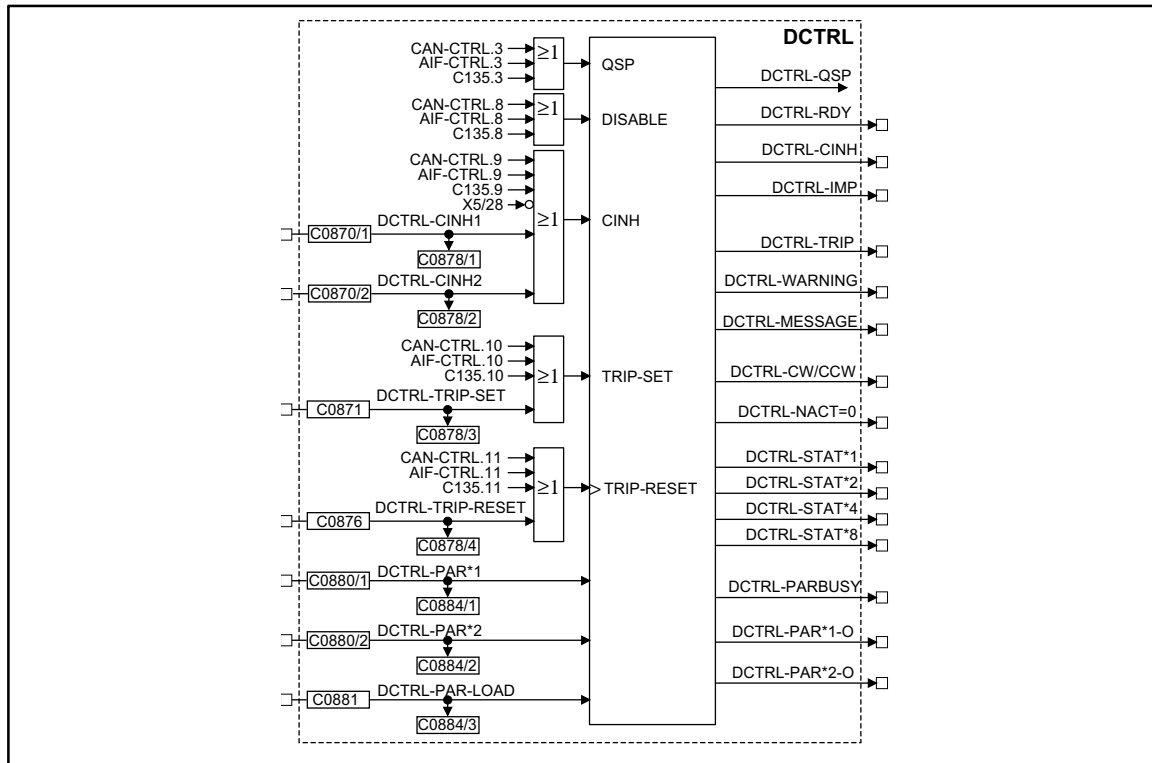 DCTRL
CAN-CTRL.3
AIF-CTRL.3
C135.3
≥1
QSP
CAN-CTRL.8
AIF-CTRL.8
C135.8
≥1
DISABLE
CAN-CTRL.9
AIF-CTRL.9
C135.9
X5/28
≥1
CINH
C0870/1
DCTRL-CINH1
C0878/1
C0870/2
DCTRL-CINH2
C0878/2
CAN-CTRL.10
AIF-CTRL.10
C135.10
≥1
TRIP-SET
C0871
DCTRL-TRIP-SET
C0878/3
CAN-CTRL.11
AIF-CTRL.11
C135.11
≥1
TRIP-RESET
C0876
DCTRL-TRIP-RESET
C0878/4
C0880/1
DCTRL-PAR*1
C0884/1
C0880/2
DCTRL-PAR*2
C0884/2
C0881
DCTRL-PAR-LOAD
C0884/3
DCTRL-QSP
DCTRL-RDY
DCTRL-CINH
DCTRL-IMP
DCTRL-TRIP
DCTRL-WARNING
DCTRL-MESSAGE
DCTRL-CW/CCW
DCTRL-NACT=0
DCTRL-STAT*1
DCTRL-STAT*2
DCTRL-STAT*4
DCTRL-STAT*8
DCTRL-PARBUSY
DCTRL-PAR*1-O
DCTRL-PAR*2-O